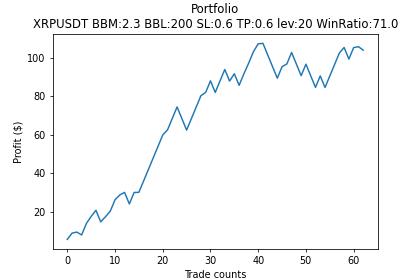 Portfolio
XRPUSDT BBM:2.3 BBL:200 SL:0.6 TP:0.6 lev:20 WinRatio:71.0
100
80
60
40
20
Profit ($)
0 10 20 30 40 50 60
Trade counts